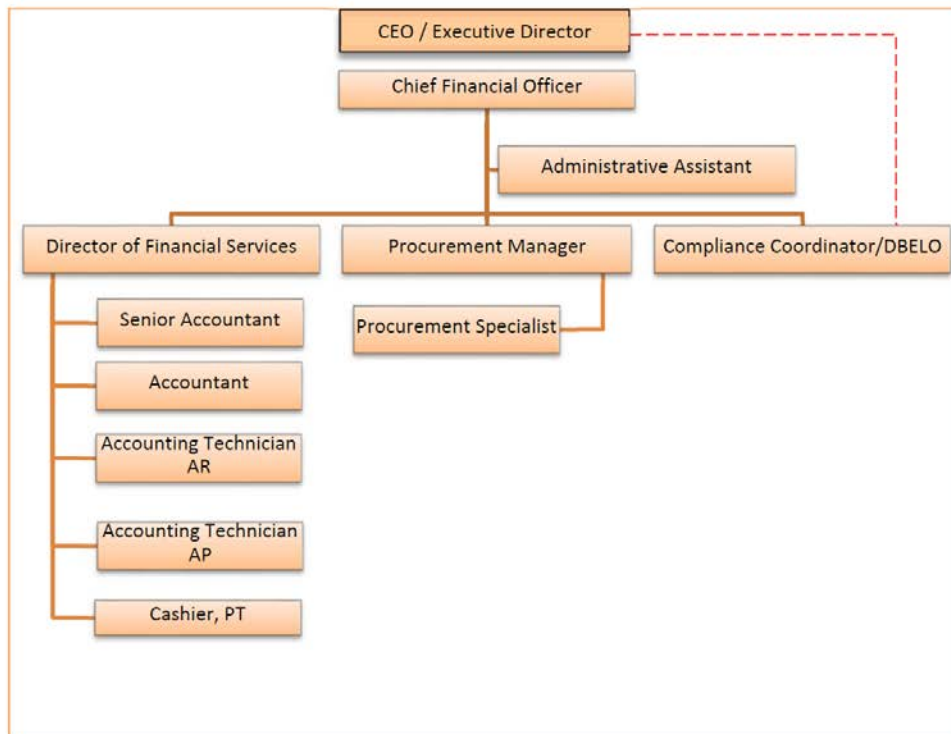 CEO / Executive Director
Chief Financial Officer
Administrative Assistant
Director of Financial Services
Procurement Manager
Compliance Coordinator/DBELO
Senior Accountant
Procurement Specialist
Accountant
Accounting Technician
AR
Accounting Technician
AP
Cashier, PT